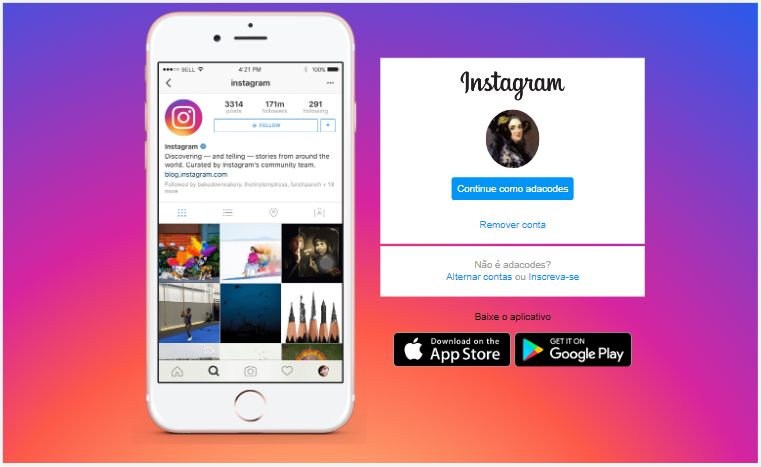 BELL 4:21 PM 100%
instagram
3314 171m 291
posts followers following
+ FOLLOW
Instagram
Discovering — and telling — stories from around the
world. Curated by Instagram's community team.
blog.instagram.com
Followed by bakedownsakery, thetinytemptress, lunchpunch + 18
more
Instagram
Continue como adacodes
Remover conta
Não é adacodes?
Alternar contas ou Inscreva-se
Baixe o aplicativo
Download on the
App Store
GET IT ON
Google Play